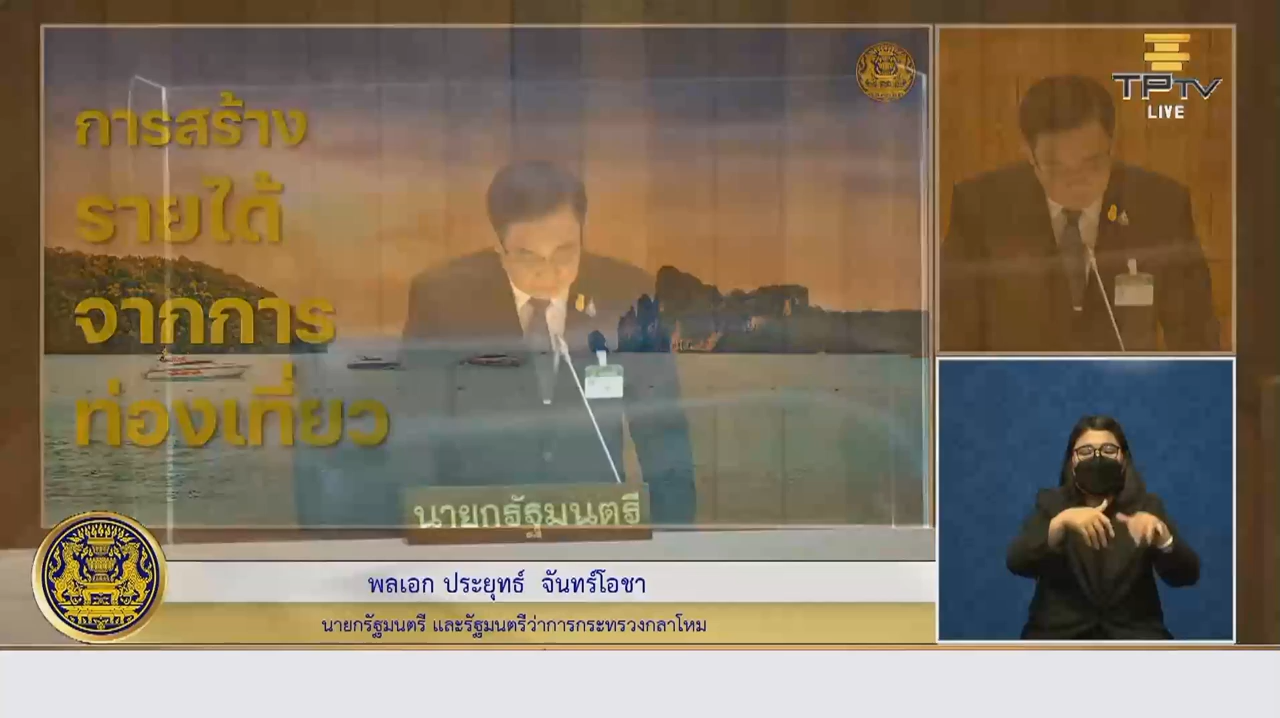 การสร้าง
รายได้
จากการ
ท่องเที่ยว
TPTV
LIVE
นายกรัฐมนตรี
พลเอก ประยุทธ์ จันทร์โอชา
นายกรัฐมนตรี และรัฐมนตรีว่าการกระทรวงกลาโหม